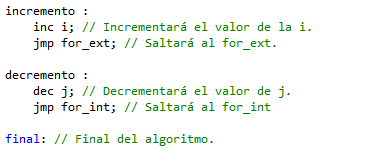 incremento :
inc i; // Incrementará el valor de la i.
jmp for_ext; // Saltará al for_ext.
decremento :
dec j; // Decrementará el valor de j.
jmp for_int; // Saltará al for_int
final: // Final del algoritmo.